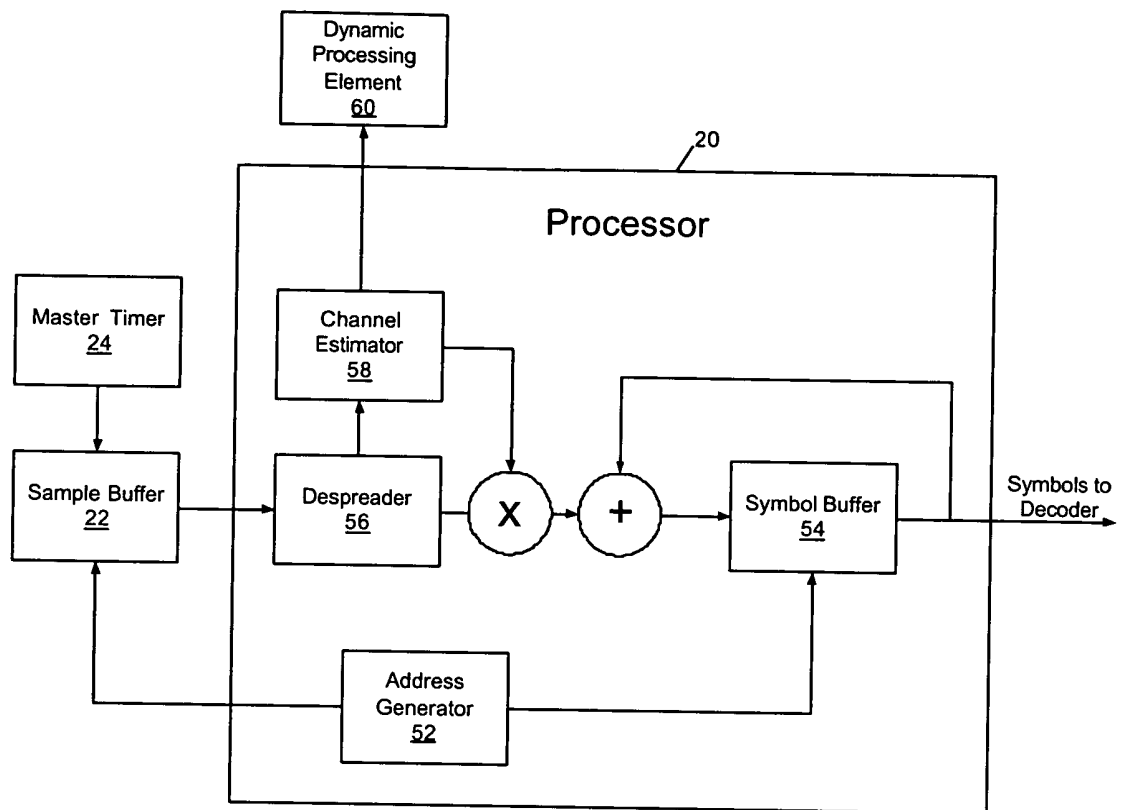 Dynamic
Processing
Element
60
20
Processor
Master Timer
24
Channel
Estimator
58
Sample Buffer
22
Despreader
56
X
+
Symbol Buffer
54
Symbols to
Decoder
Address
Generator
52